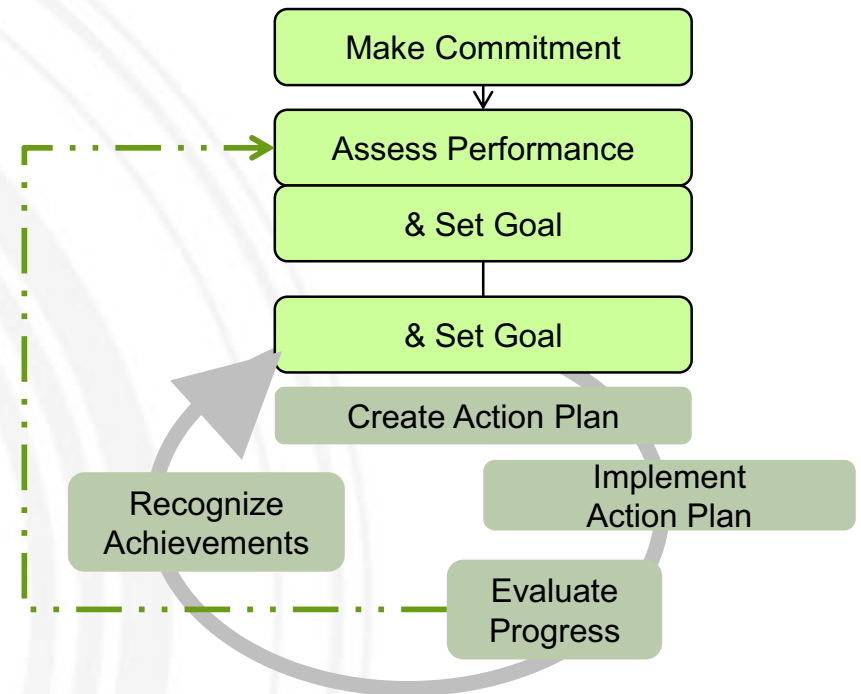 Make Commitment
Assess Performance
& Set Goal
& Set Goal
Create Action Plan
Implement
Action Plan
Recognize
Achievements
Evaluate
Progress